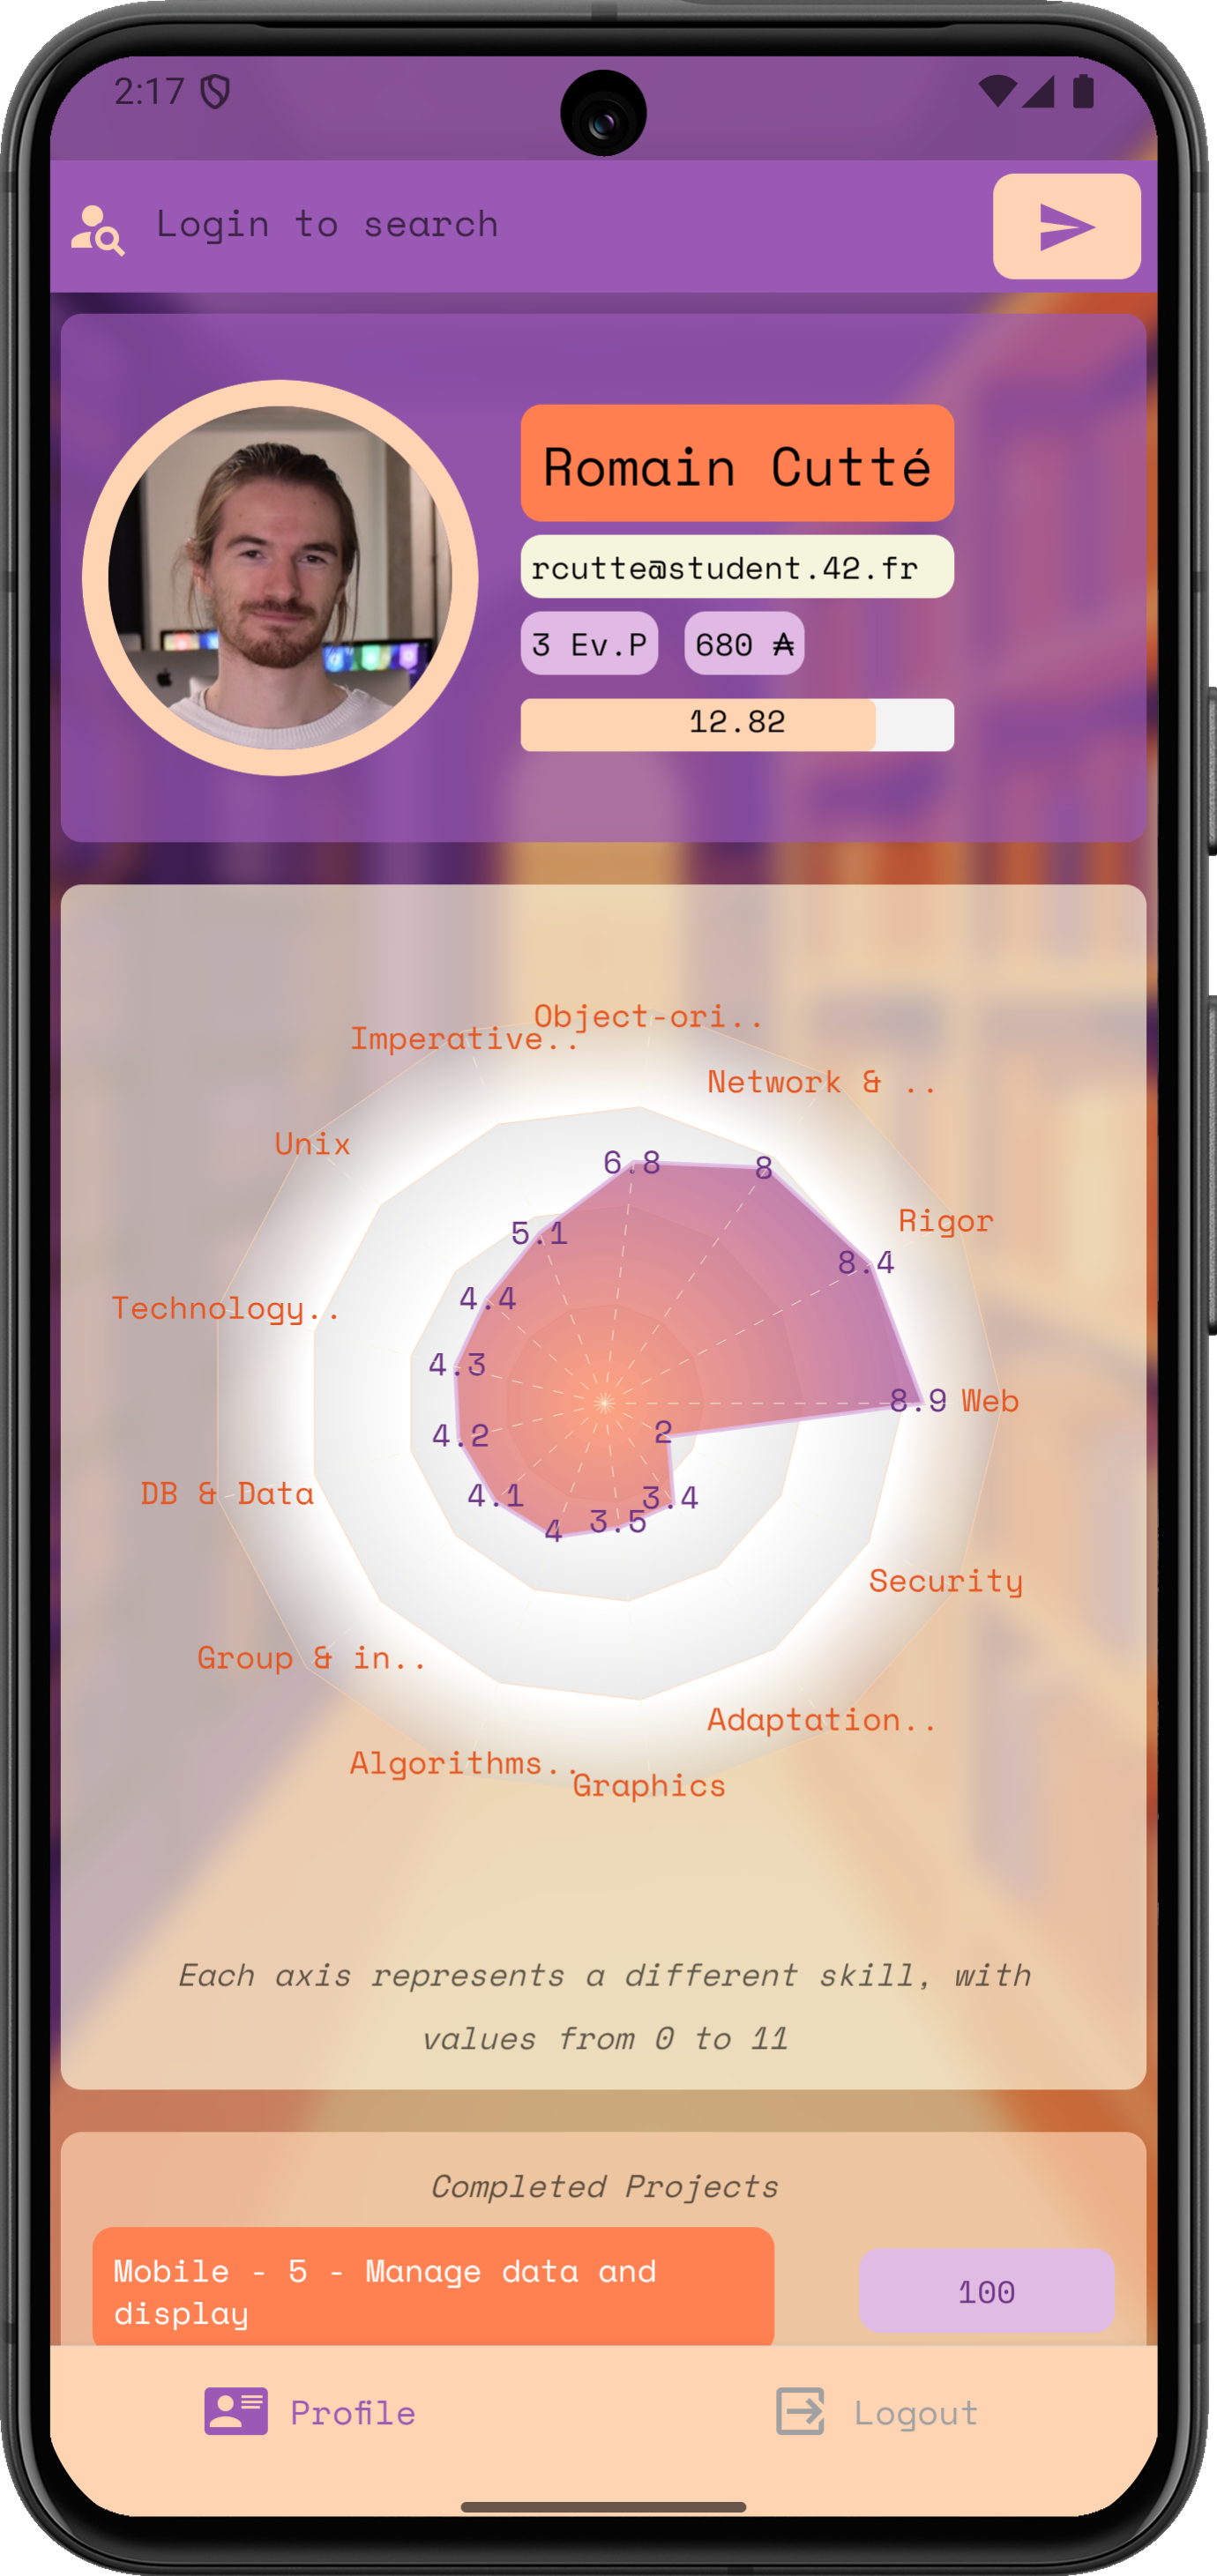 2:17
Login to search
Romain Cutté
rcutte@student.42.fr
3 Ev.P
680 ₳
12.82
Object-ori..
Imperative..
Network & ..
Unix
6.8
8
Rigor
5.1
8.4
4.4
Technology..
4.3
8.9
Web
4.2
2
DB & Data
4.1
3.4
4
3.5
Security
Group & in..
Adaptation..
Algorithms..
Graphics
Each axis represents a different skill, with
values from 0 to 11
Completed Projects
Mobile - 5 - Manage data and
display
100
Profile
Logout